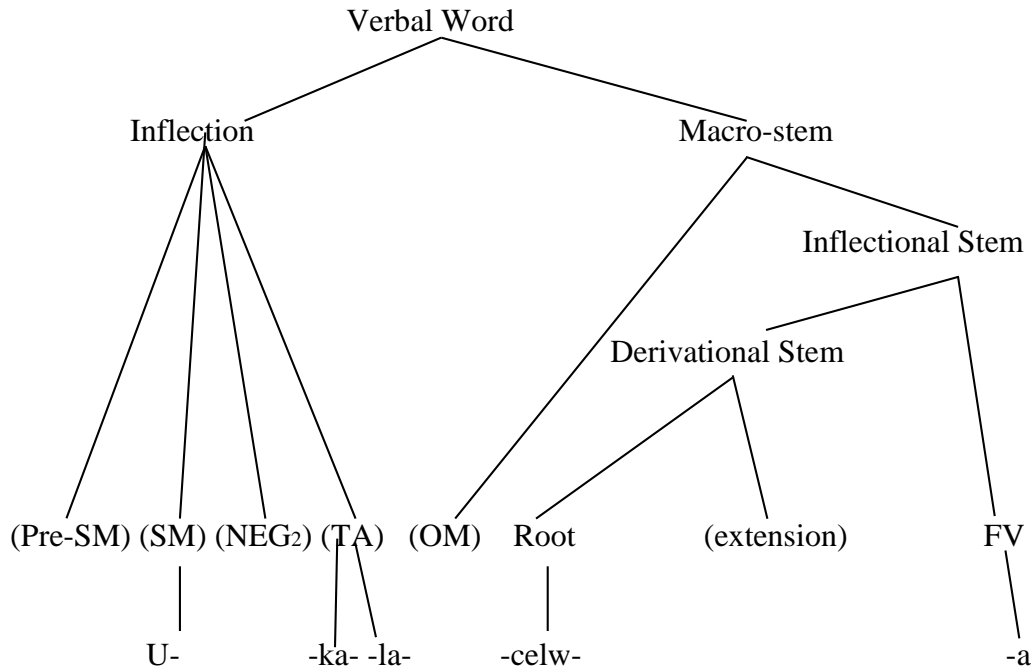 Verbal Word
Inflection Macro-stem
Inflectional Stem
Derivational Stem
(Pre-SM) (SM) (NEG2) (TA) (OM) Root (extension) FV
U- -ka- -la- -celw- -a